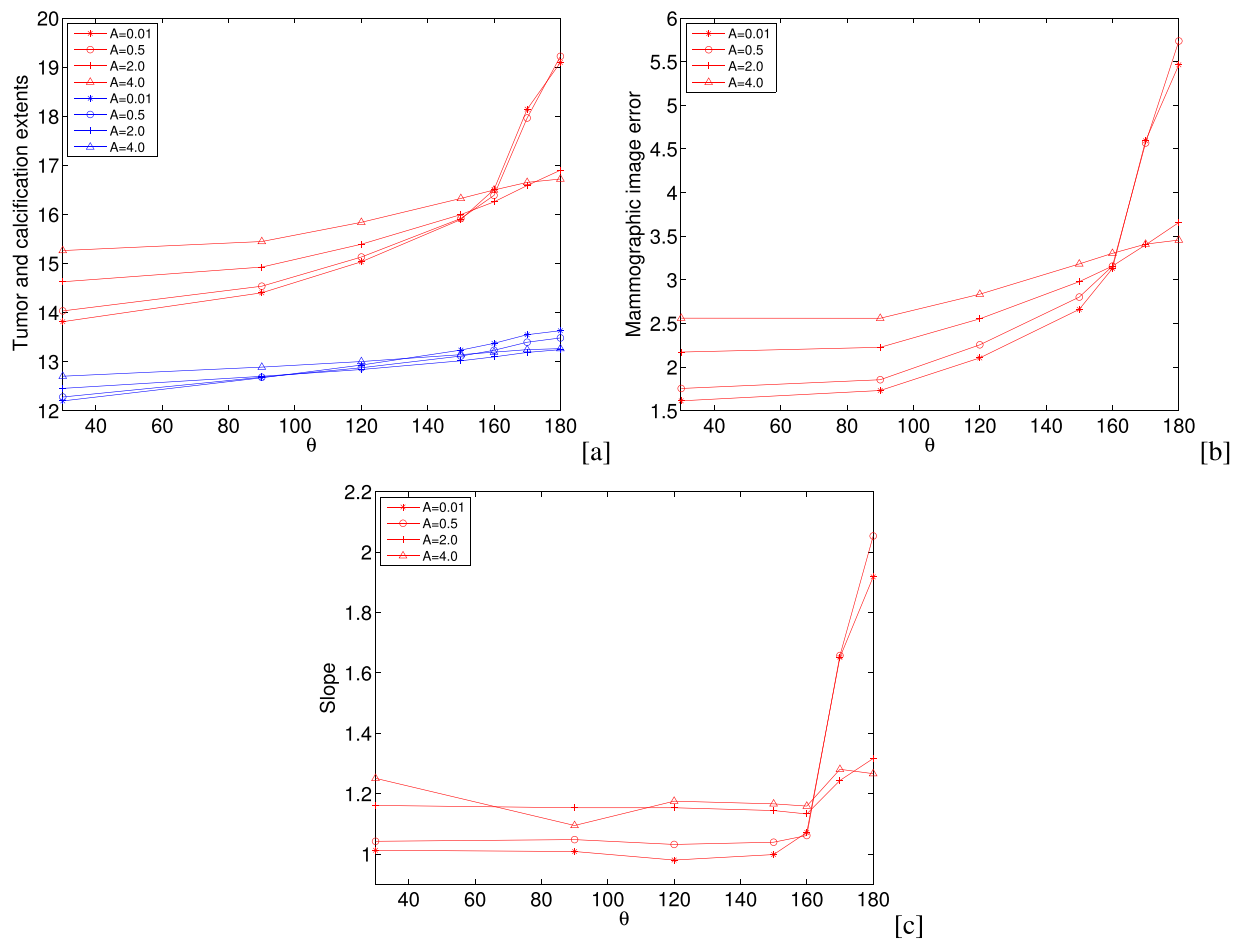 Tumor and calcification extents
20
19
18
17
16
15
14
13
12
A=0.01
A=0.5
A=2.0
A=4.0
A=0.01
A=0.5
A=2.0
A=4.0
40 60 80 100 120 140 160 180
θ
[a]
Mammographic image error
6
5.5
5
4.5
4
3.5
3
2.5
2
1.5
A=0.01
A=0.5
A=2.0
A=4.0
40 60 80 100 120 140 160 180
θ
[b]
Slope
2.2
2
1.8
1.6
1.4
1.2
1
A=0.01
A=0.5
A=2.0
A=4.0
40 60 80 100 120 140 160 180
θ
[c]